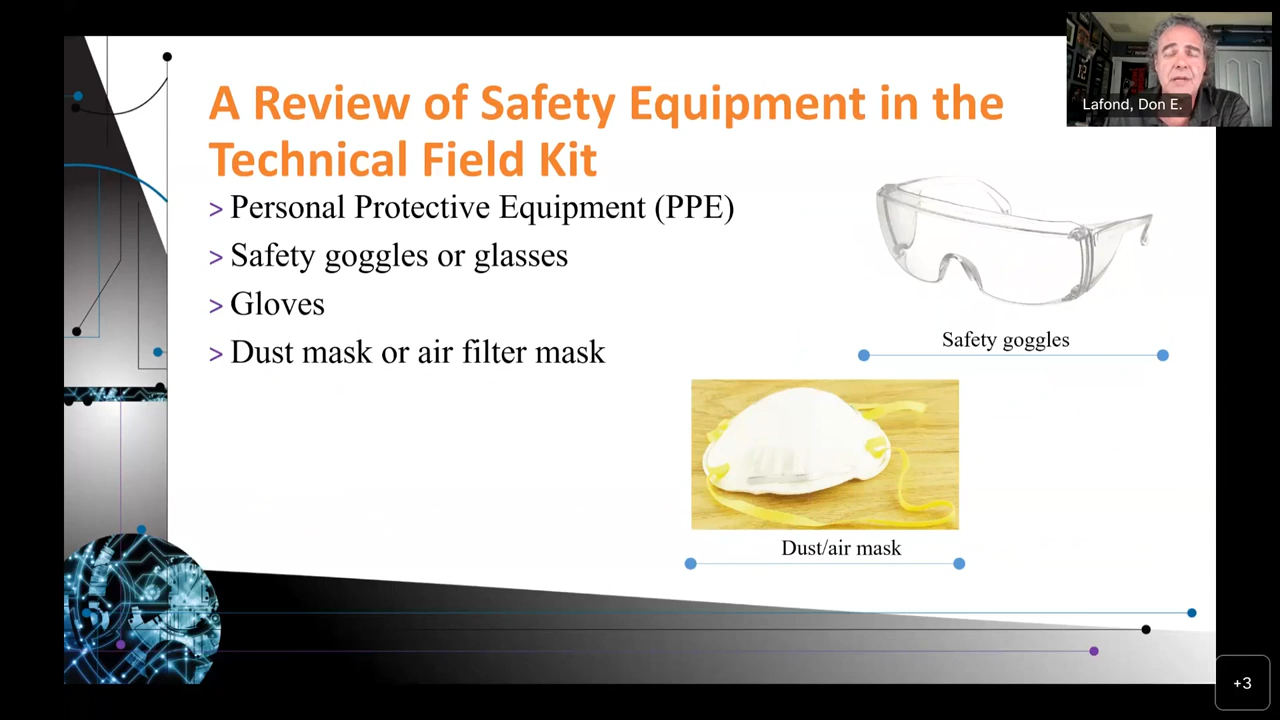 A Review of Safety Equipment in the
Technical Field Kit
> Personal Protective Equipment (PPE)
> Safety goggles or glasses
> Gloves
> Dust mask or air filter mask
Safety goggles
Dust/air mask
Lafond, Don E.
12
+3